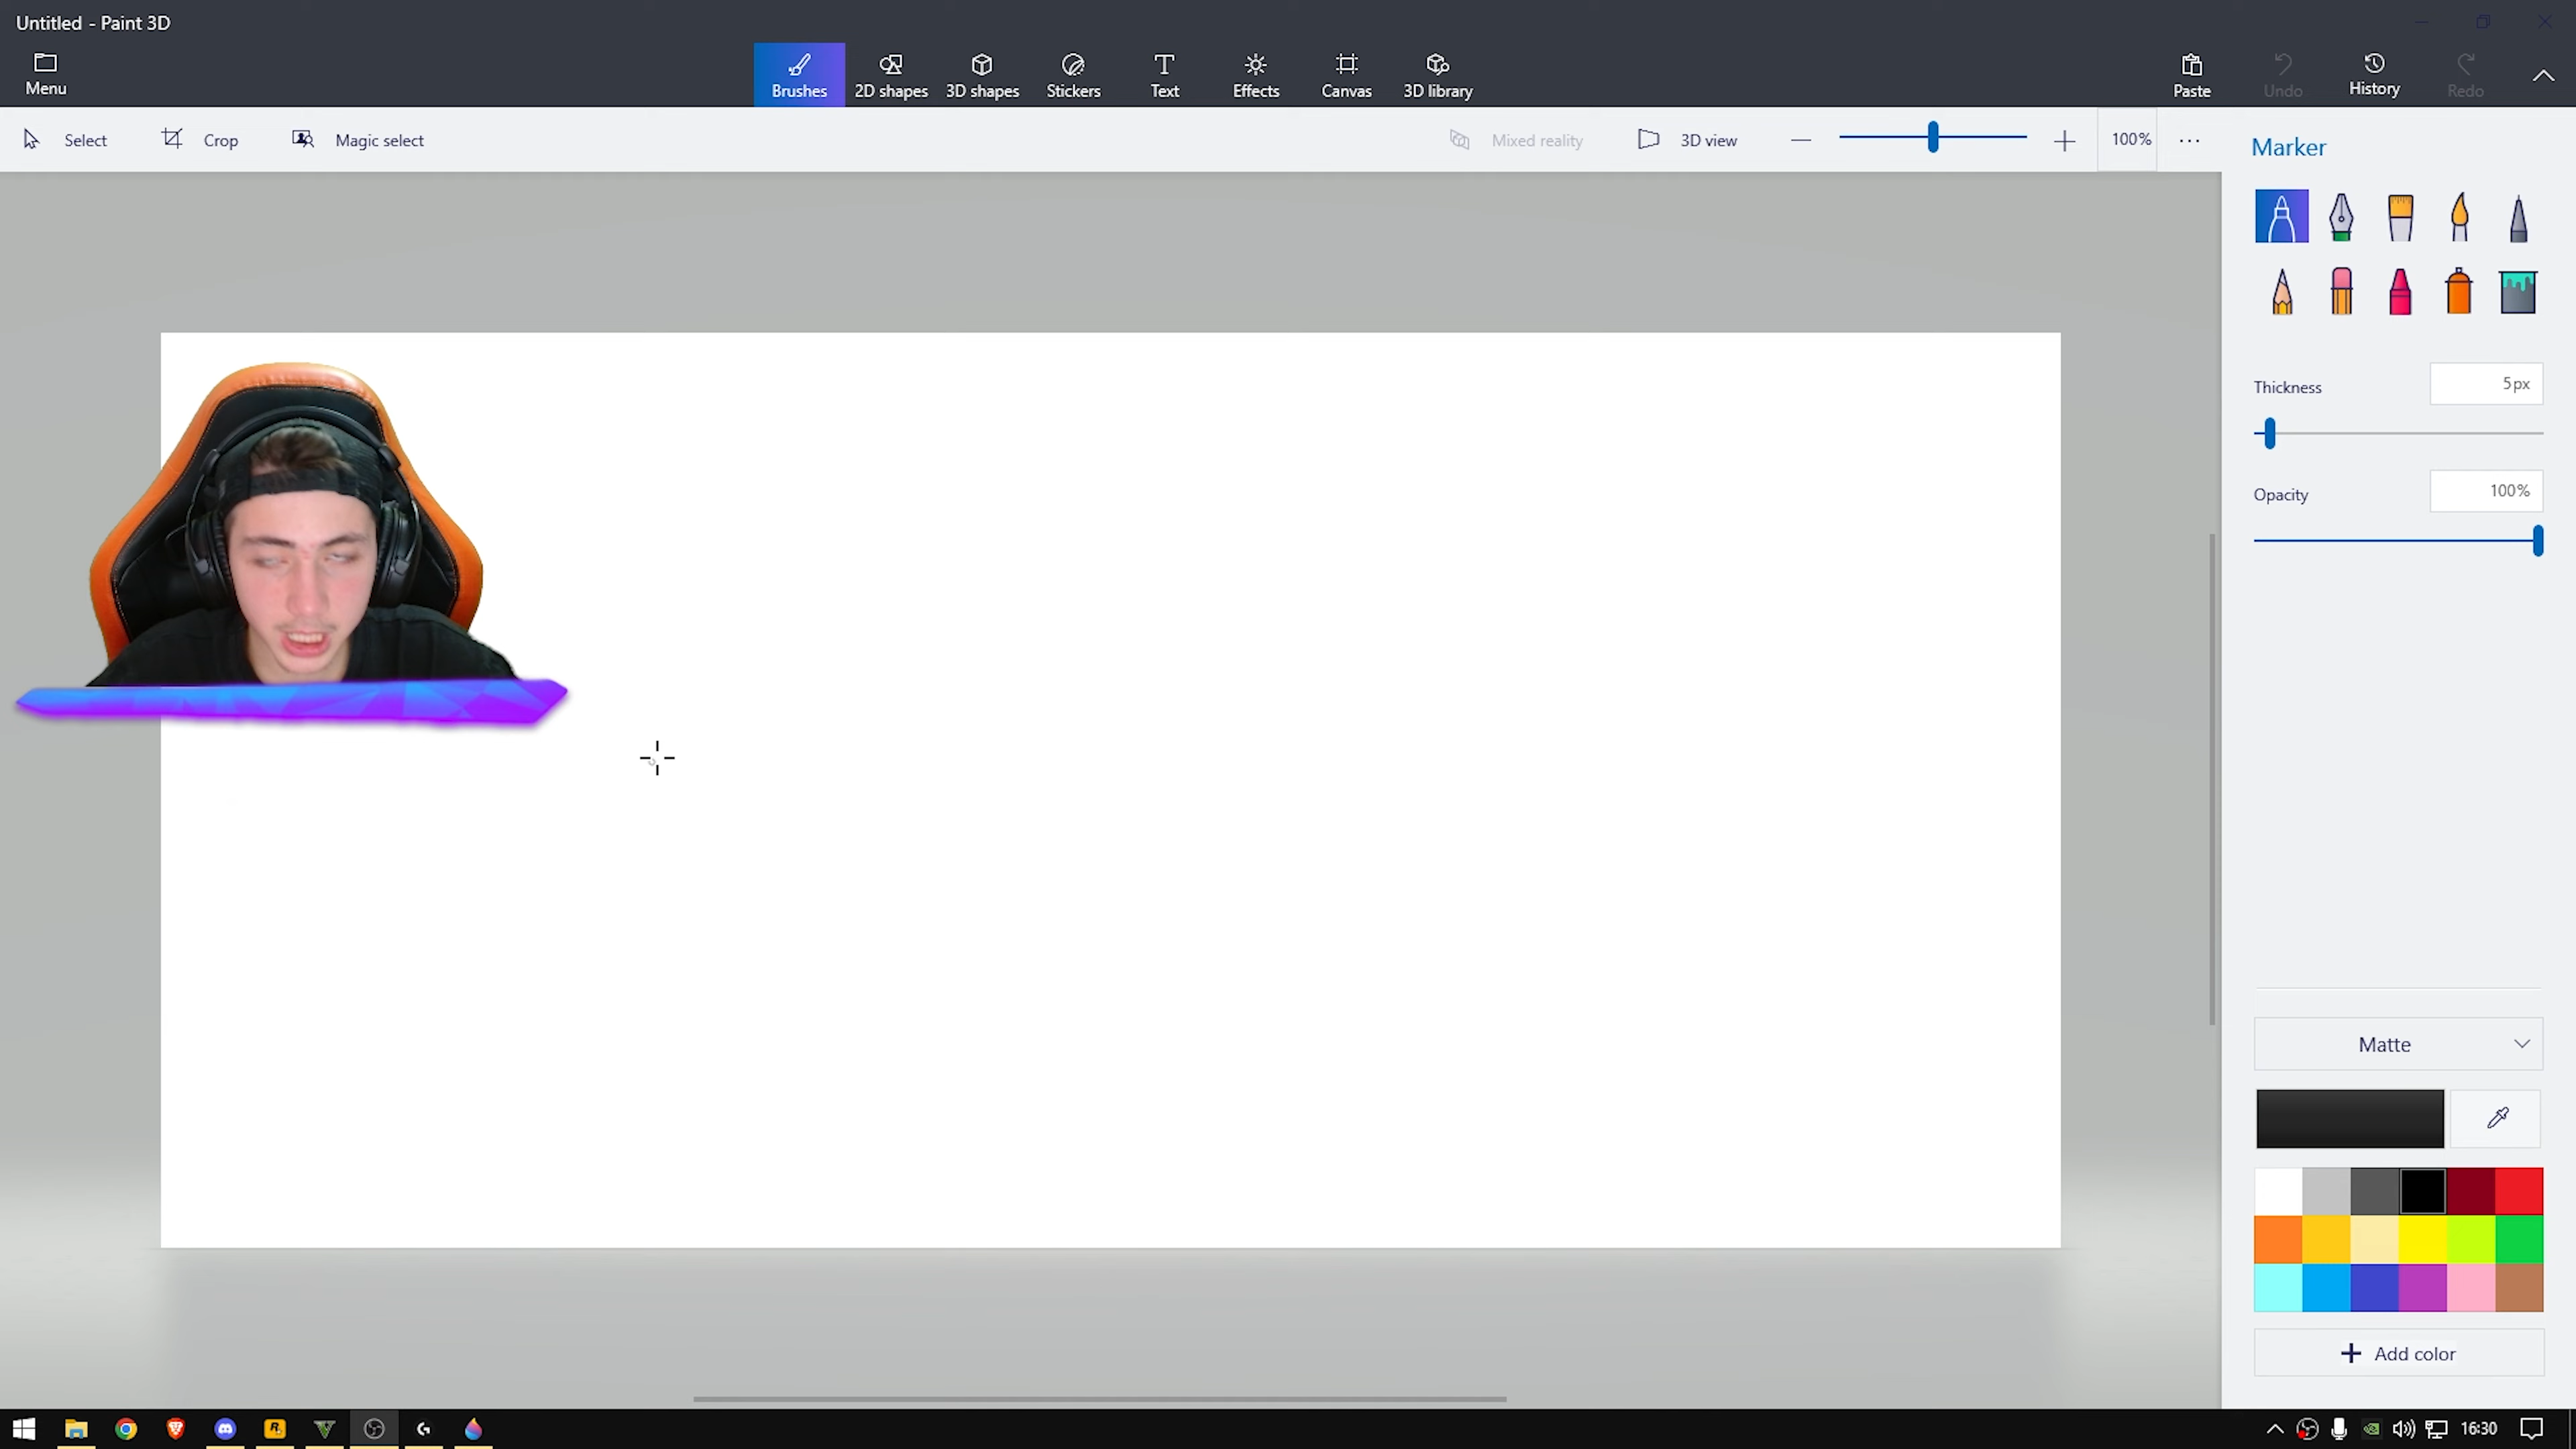 Untitled - Paint 3D
Menu
Brushes
2D shapes
3D shapes
Stickers
Text
Effects
Canvas
3D library
Paste
Undo
History
Redo
Select
Crop
Magic select
Mixed reality
3D view
100%
Marker
Thickness
5px
Opacity
100%
Matte
Add color
16:30